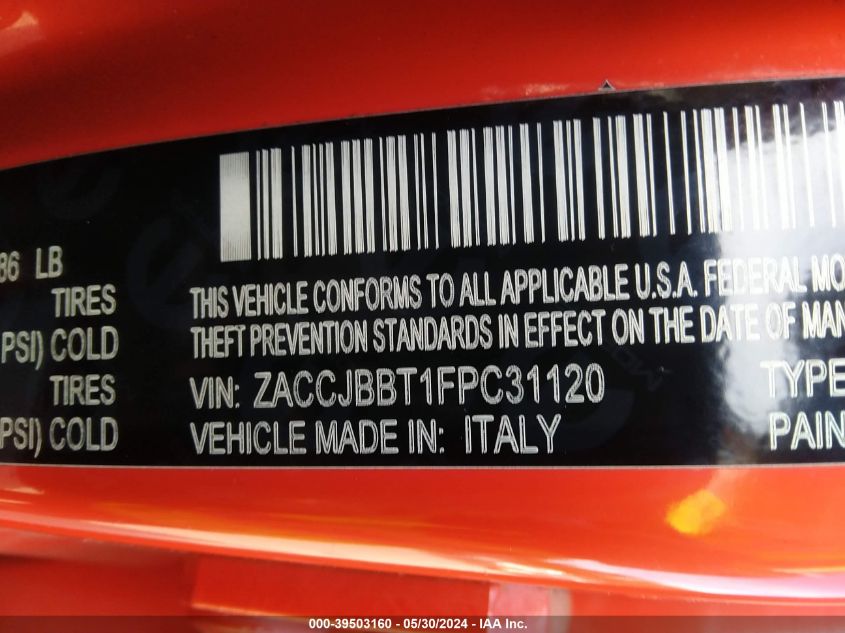 86 LB
TIRES
PSI) COLD
TIRES
PSI) COLD
THIS VEHICLE CONFORMS TO ALL APPLICABLE U.S.A. FEDERAL MO
THEFT PREVENTION STANDARDS IN EFFECT ON THE DATE OF MAN
VIN: ZACCJBBT1FPC31120
TYPE
VEHICLE MADE IN: ITALY
PAIN
000-39503160 - 05/30/2024 - IAA Inc.